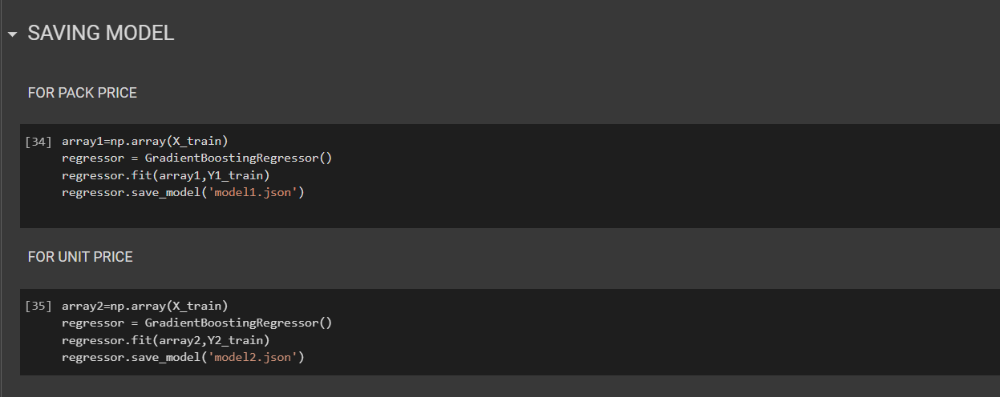 SAVING MODEL
FOR PACK PRICE
[34] array1=np.array(X_train)
regressor = GradientBoostingRegressor()
regressor.fit(array1,Y1_train)
regressor.save_model('model1.json')
FOR UNIT PRICE
[35] array2=np.array(X_train)
regressor = GradientBoostingRegressor()
regressor.fit(array2,Y2_train)
regressor.save_model('model2.json')